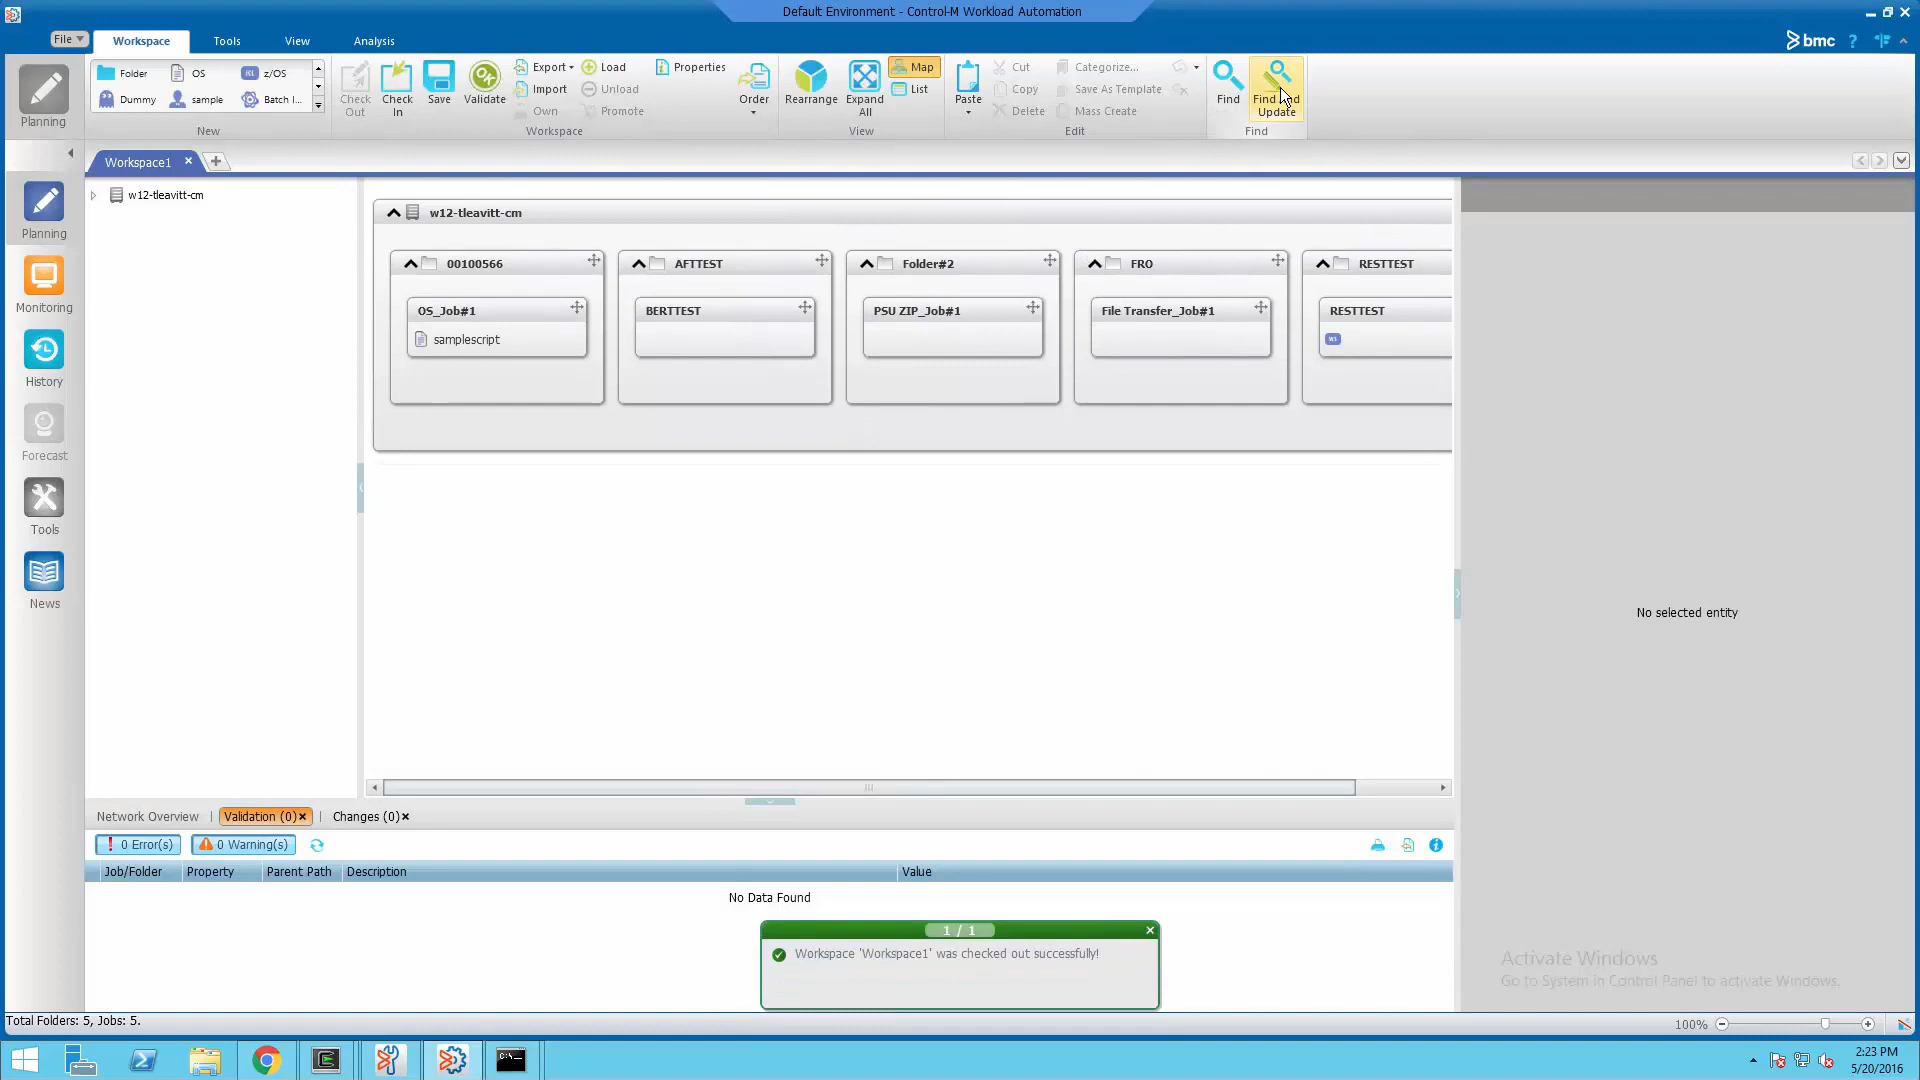 Default Environment - Control-M Workload Automation
File
Workspace
Tools
View
Analysis
bmc
?
Planning
Folder
OS
z/OS
Dummy
sample
Batch I...
New
Check Out
Check In
Save
Validate
Export
Import
Own
Load
Unload
Promote
Properties
Workspace
Order
Rearrange
Expand All
Map
List
View
Paste
Cut
Copy
Delete
Categorize...
Save As Template
Mass Create
Edit
Find
Find and Update
Find
Workspace1
Planning
Monitoring
History
Forecast
Tools
News
w12-tleavitt-cm
w12-tleavitt-cm
00100566
OS_Job#1
samplescript
AFTTEST
BERTTEST
Folder#2
PSU ZIP_Job#1
FRO
File Transfer_Job#1
RESTTEST
RESTTEST
No selected entity
Network Overview
Validation (0)
Changes (0)
0 Error(s)
0 Warning(s)
Job/Folder Property Parent Path Description Value
No Data Found
1 / 1
Workspace 'Workspace1' was checked out successfully!
Activate Windows
Go to System in Control Panel to activate Windows.
Total Folders: 5, Jobs: 5.
100%
2:23 PM
5/20/2016